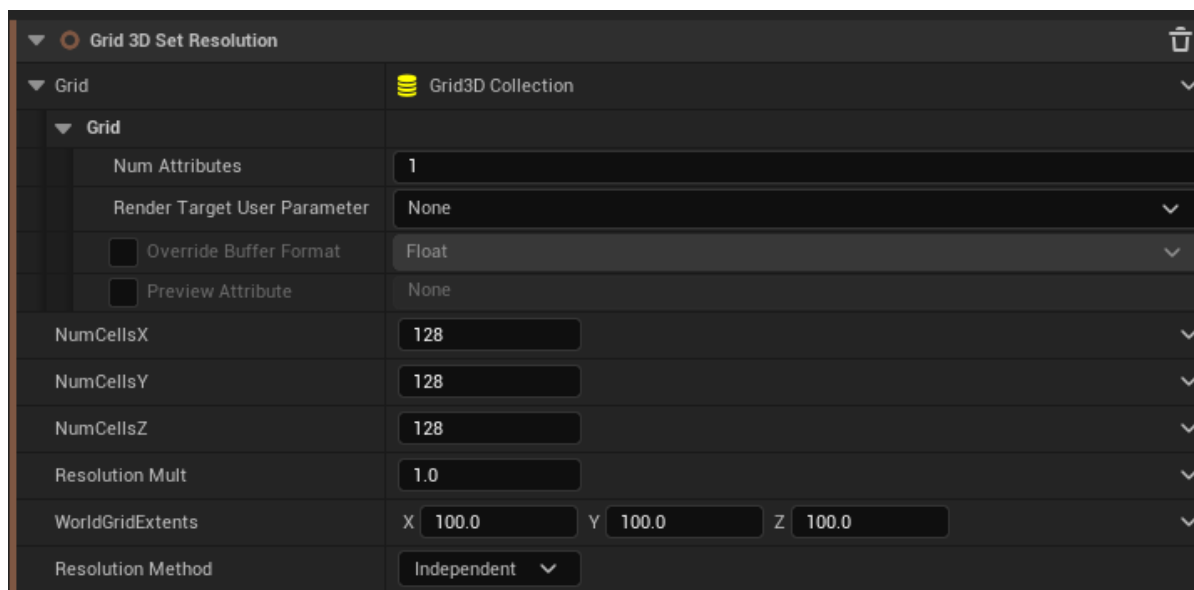 Grid 3D Set Resolution
Grid Grid3D Collection
Grid
Num Attributes 1
Render Target User Parameter None
Override Buffer Format Float
Preview Attribute None
NumCellsX 128
NumCellsY 128
NumCellsZ 128
Resolution Mult 1.0
WorldGridExtents X 100.0 Y 100.0 Z 100.0
Resolution Method Independent